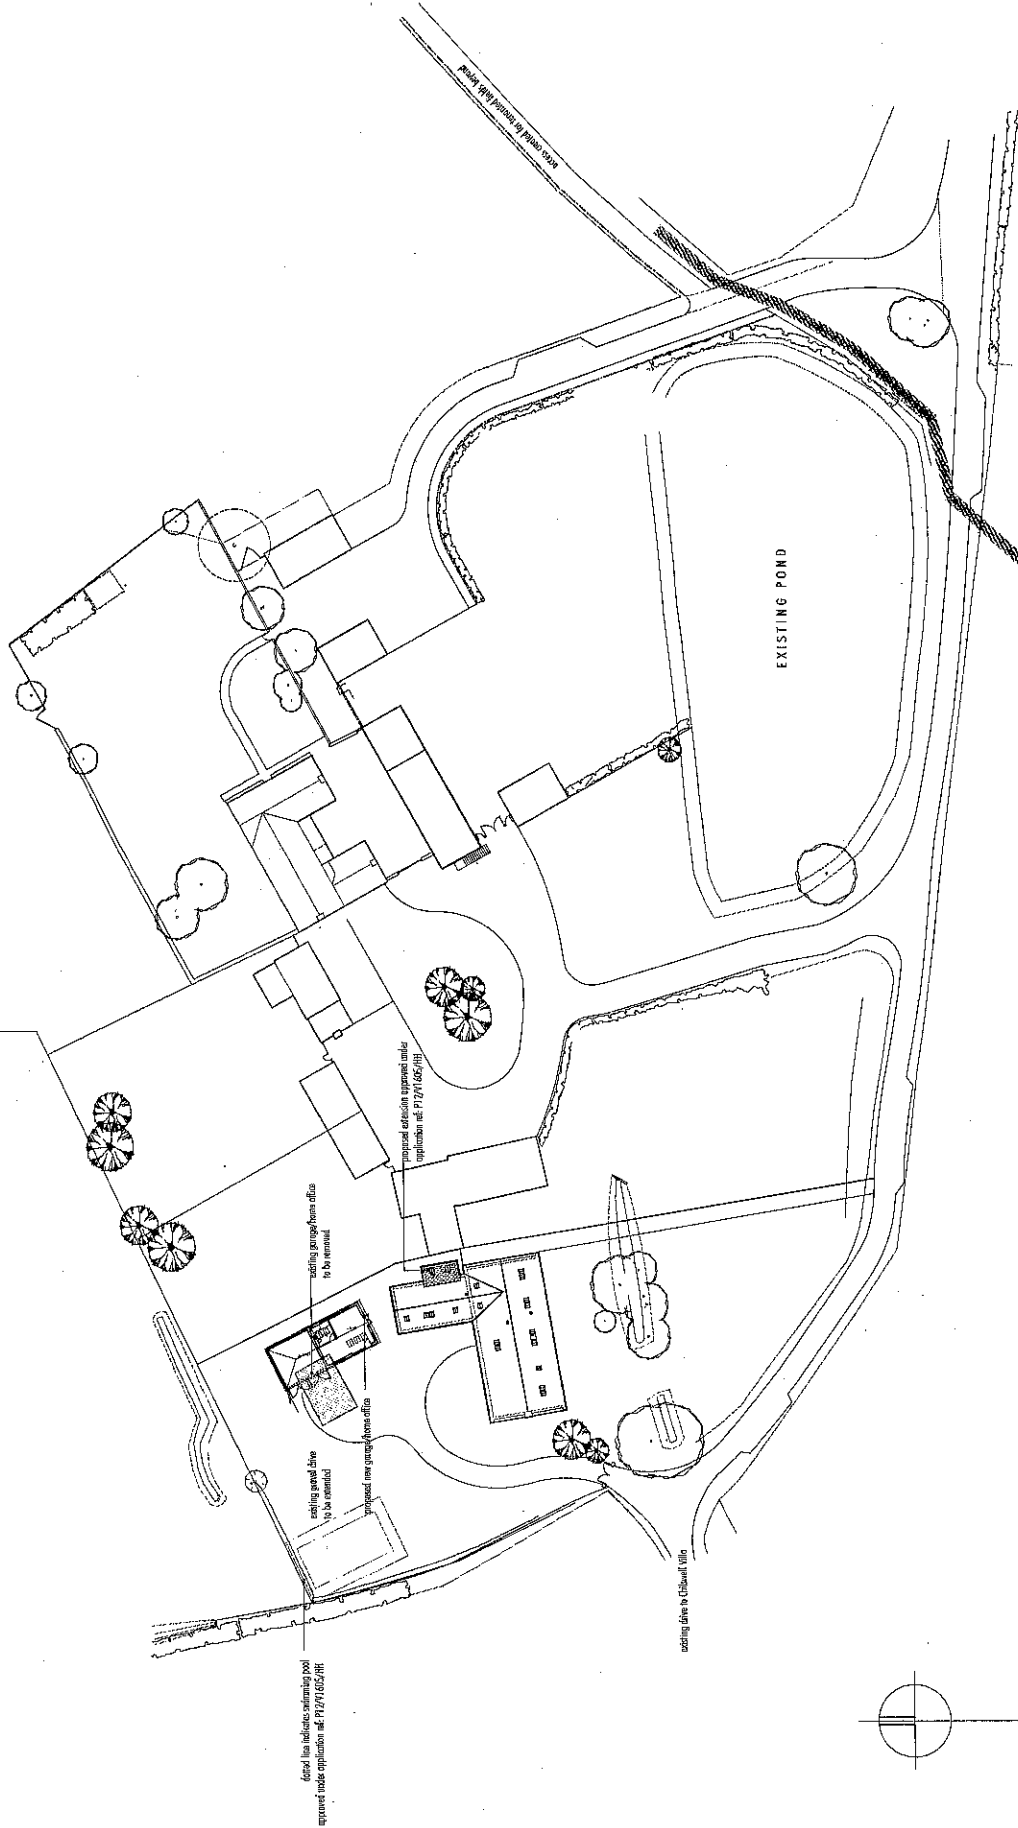 access created for tenanted fields beyond
EXISTING POND
proposed extension approved under
application ref: P12/V1605/HH
existing garage/home office
to be removed
existing gravel drive
to be extended
proposed new garage/home office
existing drive to Chilswell Villa
dotted line indicates swimming pool
approved under application ref: P12/V1605/HH